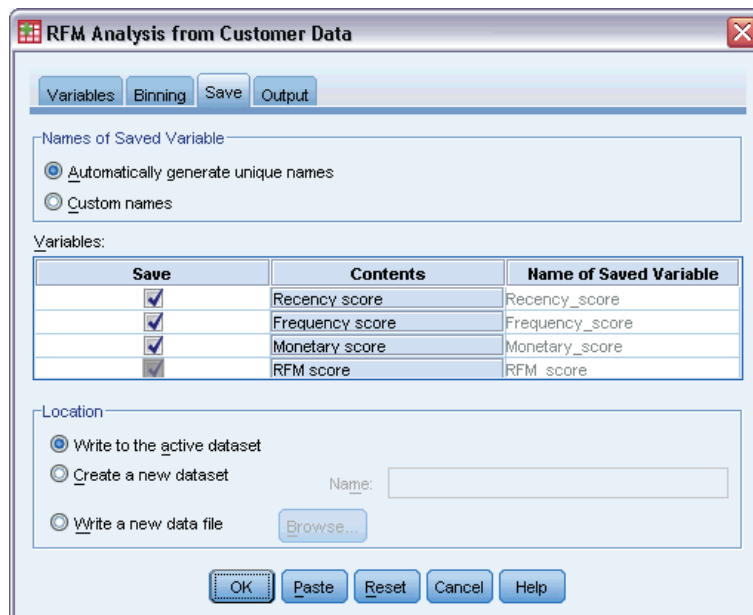 RFM Analysis from Customer Data
Variables Binning Save Output
Names of Saved Variable
Automatically generate unique names
Custom names
Variables:
Save Contents Name of Saved Variable
Recency score Recency_score
Frequency score Frequency_score
Monetary score Monetary_score
RFM score RFM_score
Location
Write to the active dataset
Create a new dataset Name:
Write a new data file Browse...
OK Paste Reset Cancel Help